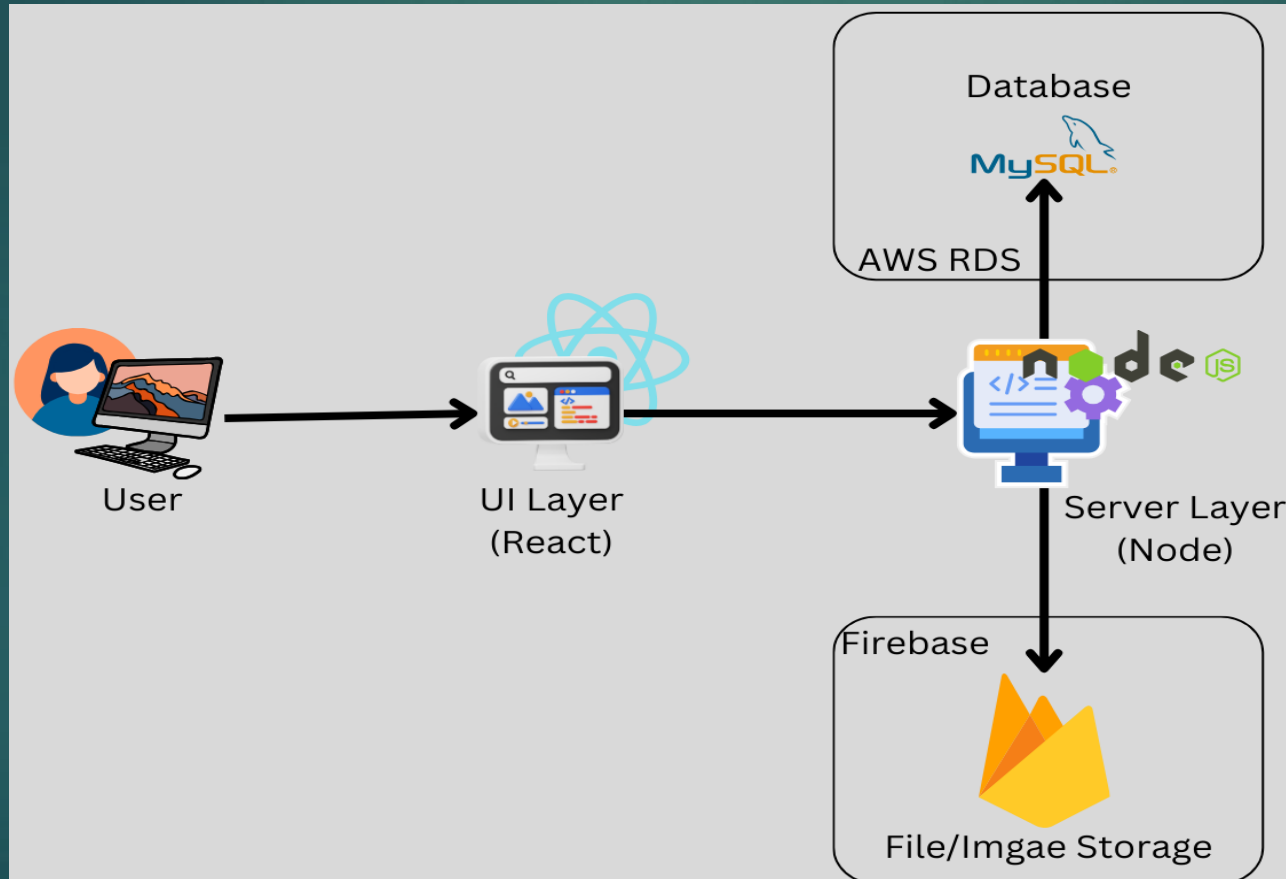 Database
MySQL®
AWS RDS
node
JS
</>
</>
User
UI Layer
(React)
Server Layer
(Node)
Firebase
File/Imgae Storage